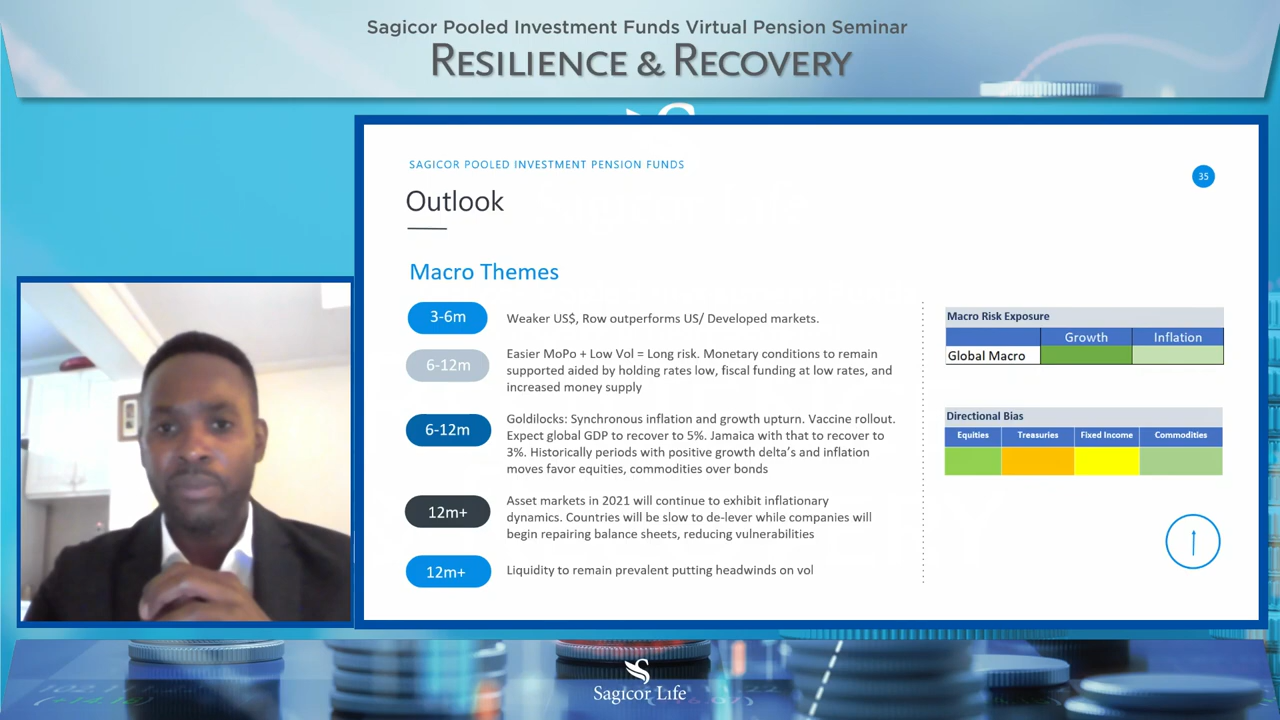 Sagicor Pooled Investment Funds Virtual Pension Seminar
RESILIENCE & RECOVERY
SAGICOR POOLED INVESTMENT PENSION FUNDS
35
Outlook
Macro Themes
3-6m
Weaker US$, Row outperforms US/ Developed markets.
6-12m
Easier MoPo + Low Vol = Long risk. Monetary conditions to remain
supported aided by holding rates low, fiscal funding at low rates, and
increased money supply
6-12m
Goldilocks: Synchronous inflation and growth upturn. Vaccine rollout.
Expect global GDP to recover to 5%. Jamaica with that to recover to
3%. Historically periods with positive growth delta's and inflation
moves favor equities, commodities over bonds
12m+
Asset markets in 2021 will continue to exhibit inflationary
dynamics. Countries will be slow to de-lever while companies will
begin repairing balance sheets, reducing vulnerabilities
12m+
Liquidity to remain prevalent putting headwinds on vol
Macro Risk Exposure
Growth Inflation
Global Macro
Directional Bias
Equities Treasuries Fixed Income Commodities
Sagicor Life